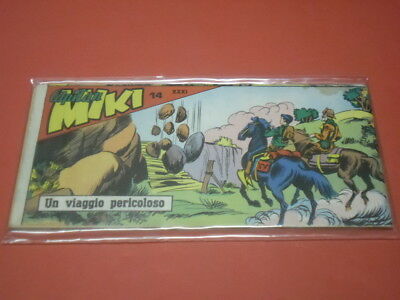 Capitan
MIKI
14 XXXI
Un viaggio pericoloso